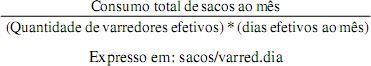 Consumo total de sacos ao mês
(Quantidade de varredores efetivos) * (dias efetivos ao mês)
Expresso em: sacos/varred.dia